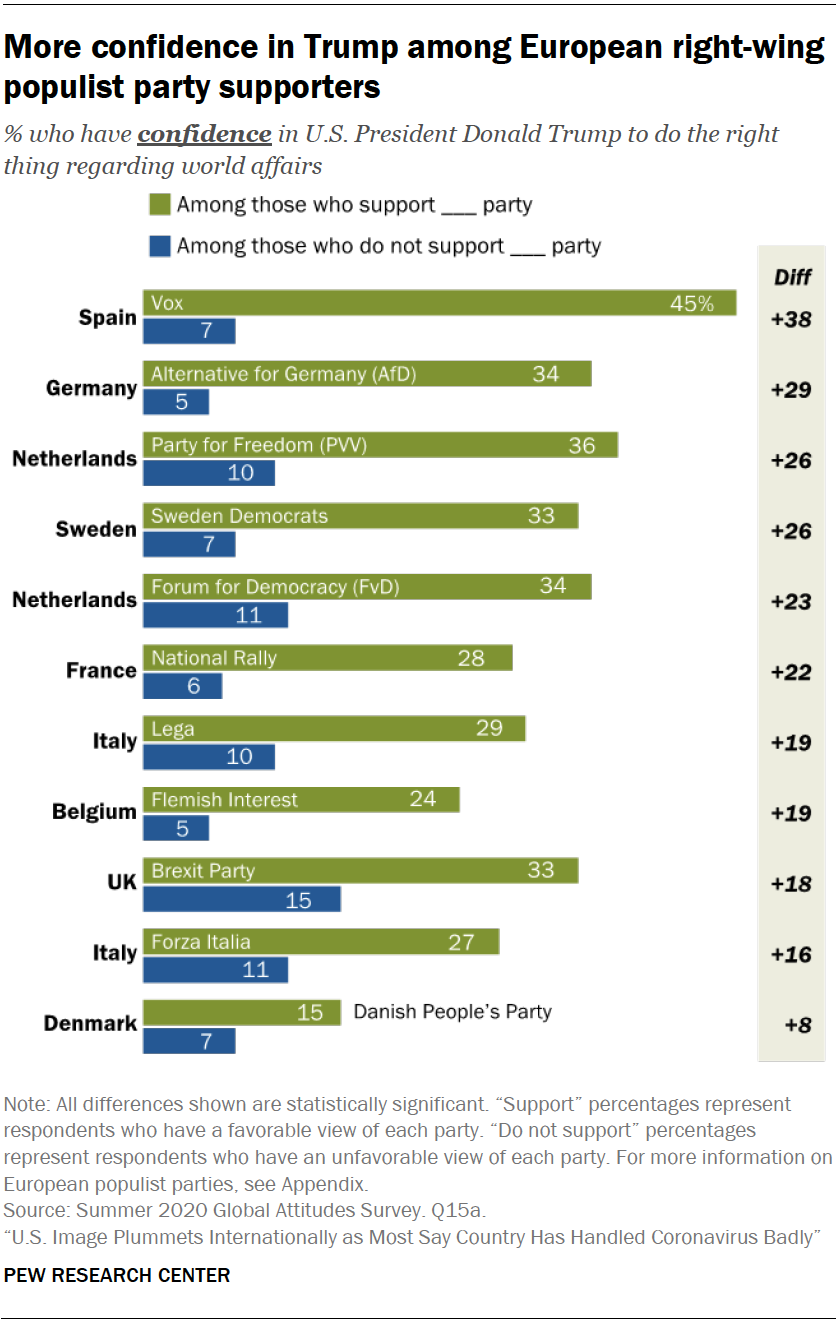 More confidence in Trump among European right-wing
populist party supporters
% who have confidence in U.S. President Donald Trump to do the right
thing regarding world affairs
Among those who support ___ party
Among those who do not support ___ party
Diff
Spain Vox 45% +38
7
Germany Alternative for Germany (AfD) 34 +29
5
Netherlands Party for Freedom (PVV) 36 +26
10
Sweden Sweden Democrats 33 +26
7
Netherlands Forum for Democracy (FvD) 34 +23
11
France National Rally 28 +22
6
Italy Lega 29 +19
10
Belgium Flemish Interest 24 +19
5
UK Brexit Party 33 +18
15
Italy Forza Italia 27 +16
11
Denmark 15 Danish People’s Party +8
7
Note: All differences shown are statistically significant. “Support” percentages represent
respondents who have a favorable view of each party. “Do not support” percentages
represent respondents who have an unfavorable view of each party. For more information on
European populist parties, see Appendix.
Source: Summer 2020 Global Attitudes Survey. Q15a.
“U.S. Image Plummets Internationally as Most Say Country Has Handled Coronavirus Badly”
PEW RESEARCH CENTER